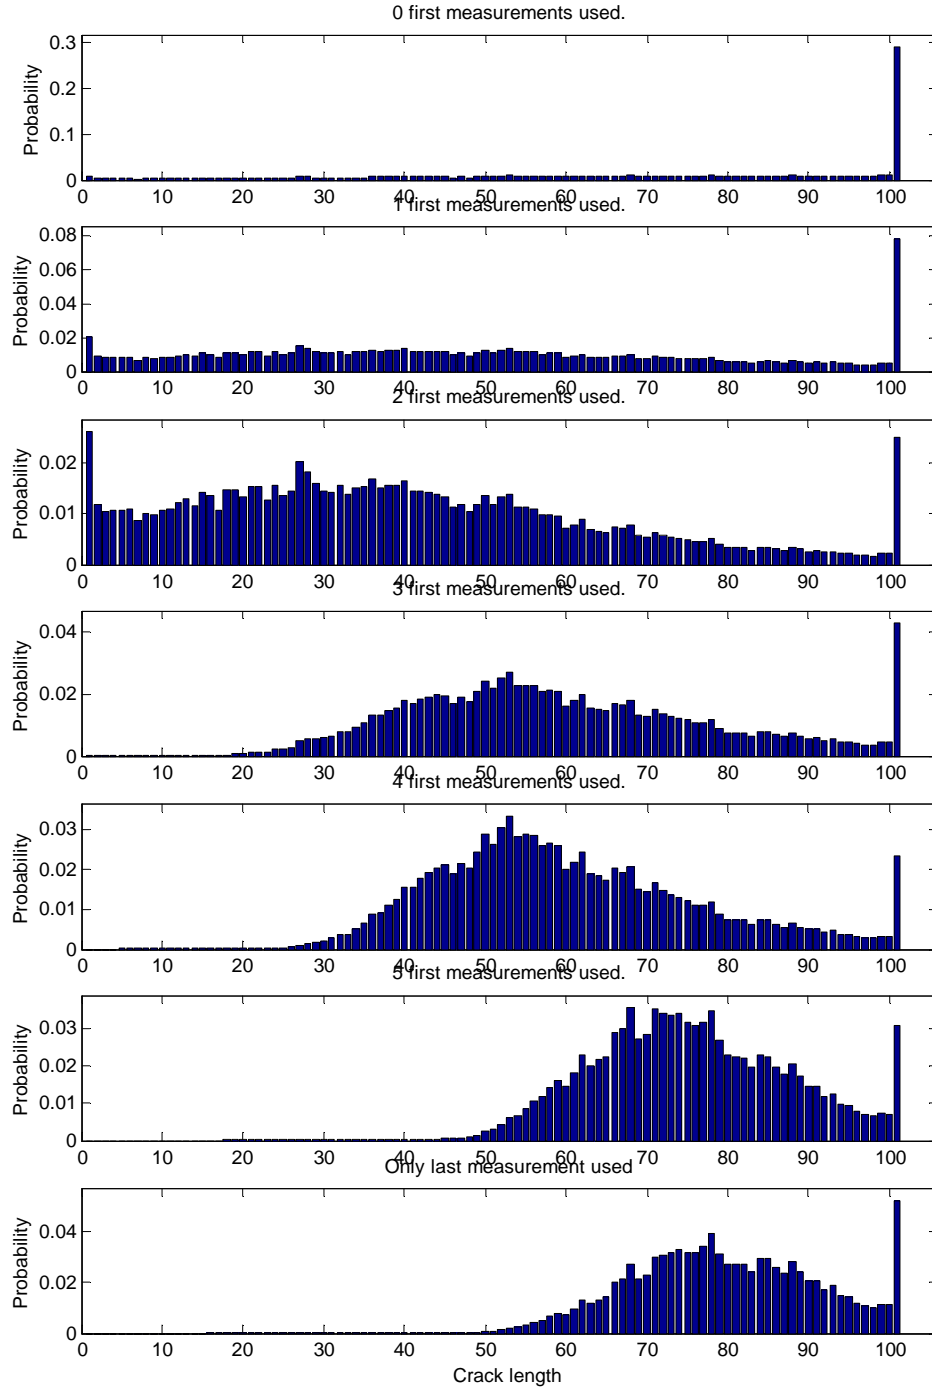 0 first measurements used.
Probability
0.3
0.2
0.1
0
0 10 20 30 40 50 60 70 80 90 100
1 first measurements used.
Probability
0.08
0.06
0.04
0.02
0
0 10 20 30 40 50 60 70 80 90 100
2 first measurements used.
Probability
0.02
0.01
0
0 10 20 30 40 50 60 70 80 90 100
3 first measurements used.
Probability
0.04
0.02
0
0 10 20 30 40 50 60 70 80 90 100
4 first measurements used.
Probability
0.03
0.02
0.01
0
0 10 20 30 40 50 60 70 80 90 100
5 first measurements used.
Probability
0.03
0.02
0.01
0
0 10 20 30 40 50 60 70 80 90 100
Only last measurement used
Probability
0.04
0.02
0
0 10 20 30 40 50 60 70 80 90 100
Crack length